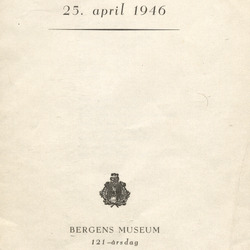 25. april 1946
BERGENS MUSEUM
121-årsdag